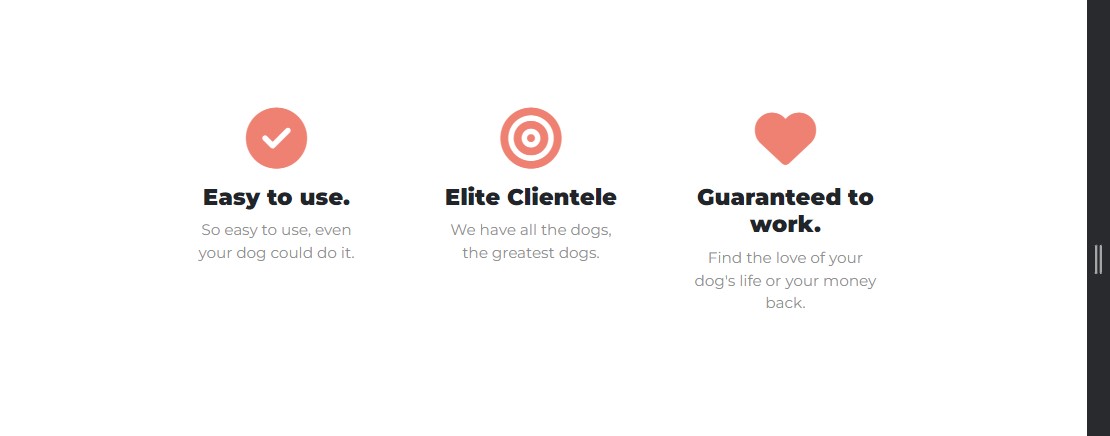 Easy to use.
So easy to use, even
your dog could do it.
Elite Clientele
We have all the dogs,
the greatest dogs.
Guaranteed to
work.
Find the love of your
dog's life or your money
back.